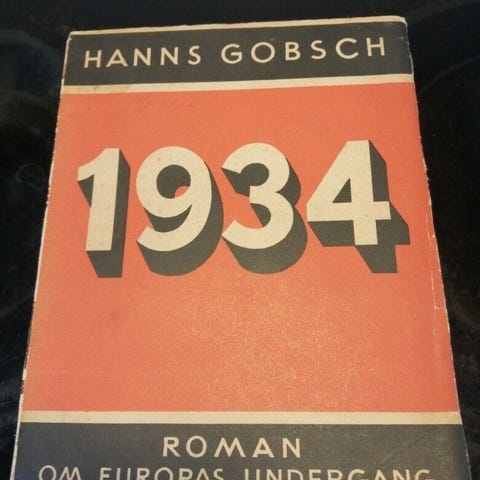 HANNS GOBSCH
1934
ROMAN
OM EUROPAS UNDERGANG